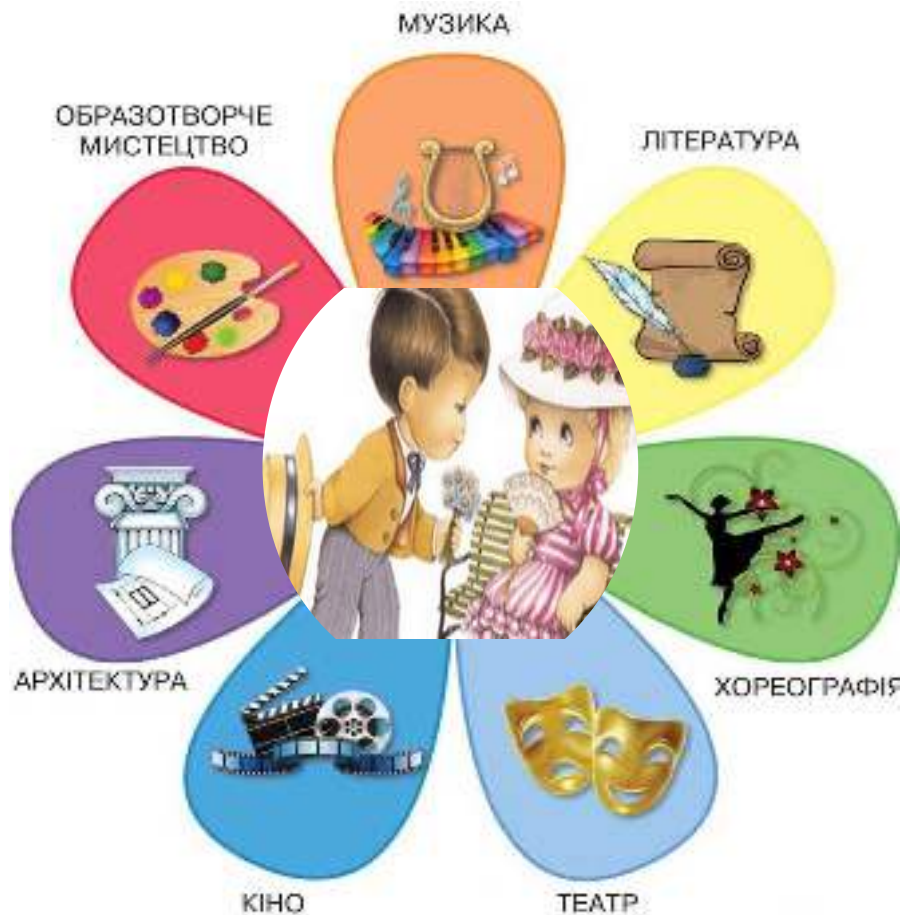 МУЗИКА
ОБРАЗОТВОРЧЕ
МИСТЕЦТВО
ЛІТЕРАТУРА
АРХІТЕКТУРА
ХОРЕОГРАФІЯ
КІНО
ТЕАТР